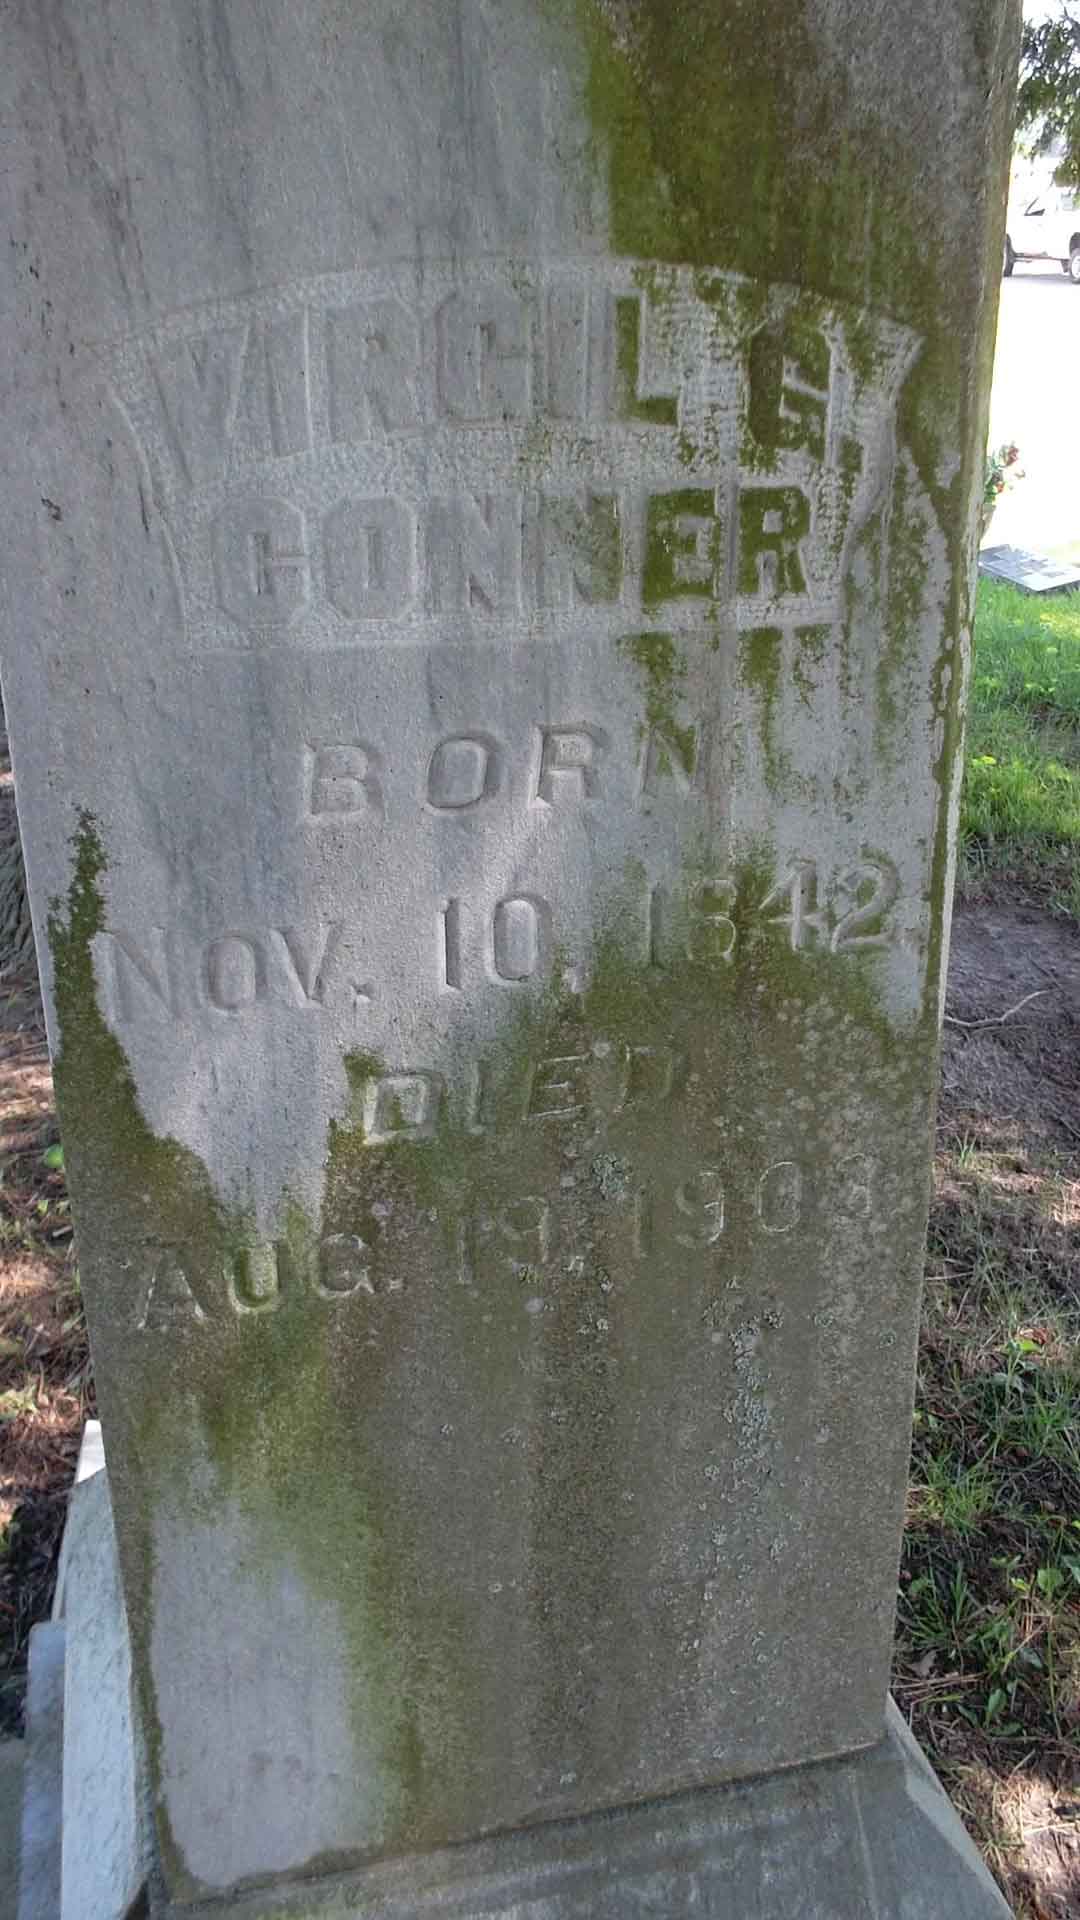 VIRGIL G.
CONNER
BORN
NOV. 10, 1842
DIED
AUG. 19, 1903